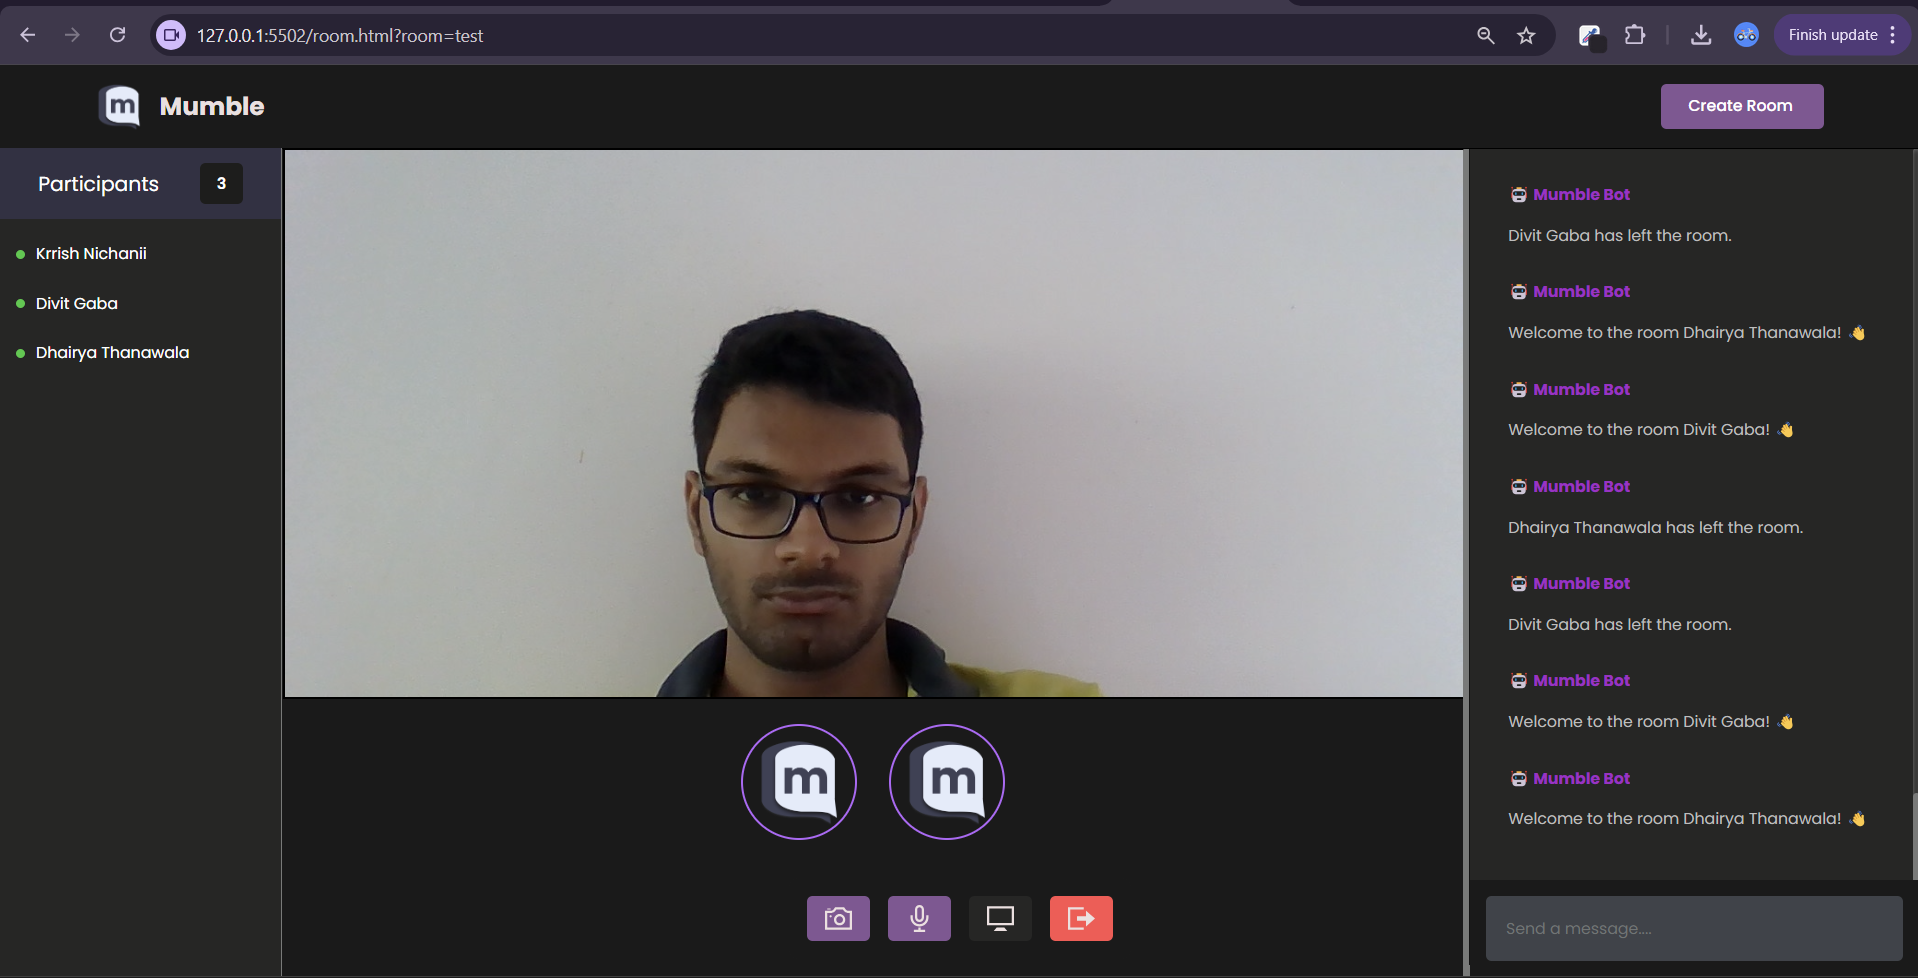 127.0.0.1:5502/room.html?room=test
Finish update
m
Mumble
Create Room
Participants
3
Krrish Nichanii
Divit Gaba
Dhairya Thanawala
m
m
Mumble Bot
Divit Gaba has left the room.
Mumble Bot
Welcome to the room Dhairya Thanawala! 👋
Mumble Bot
Welcome to the room Divit Gaba! 👋
Mumble Bot
Dhairya Thanawala has left the room.
Mumble Bot
Divit Gaba has left the room.
Mumble Bot
Welcome to the room Divit Gaba! 👋
Mumble Bot
Welcome to the room Dhairya Thanawala! 👋
Send a message....